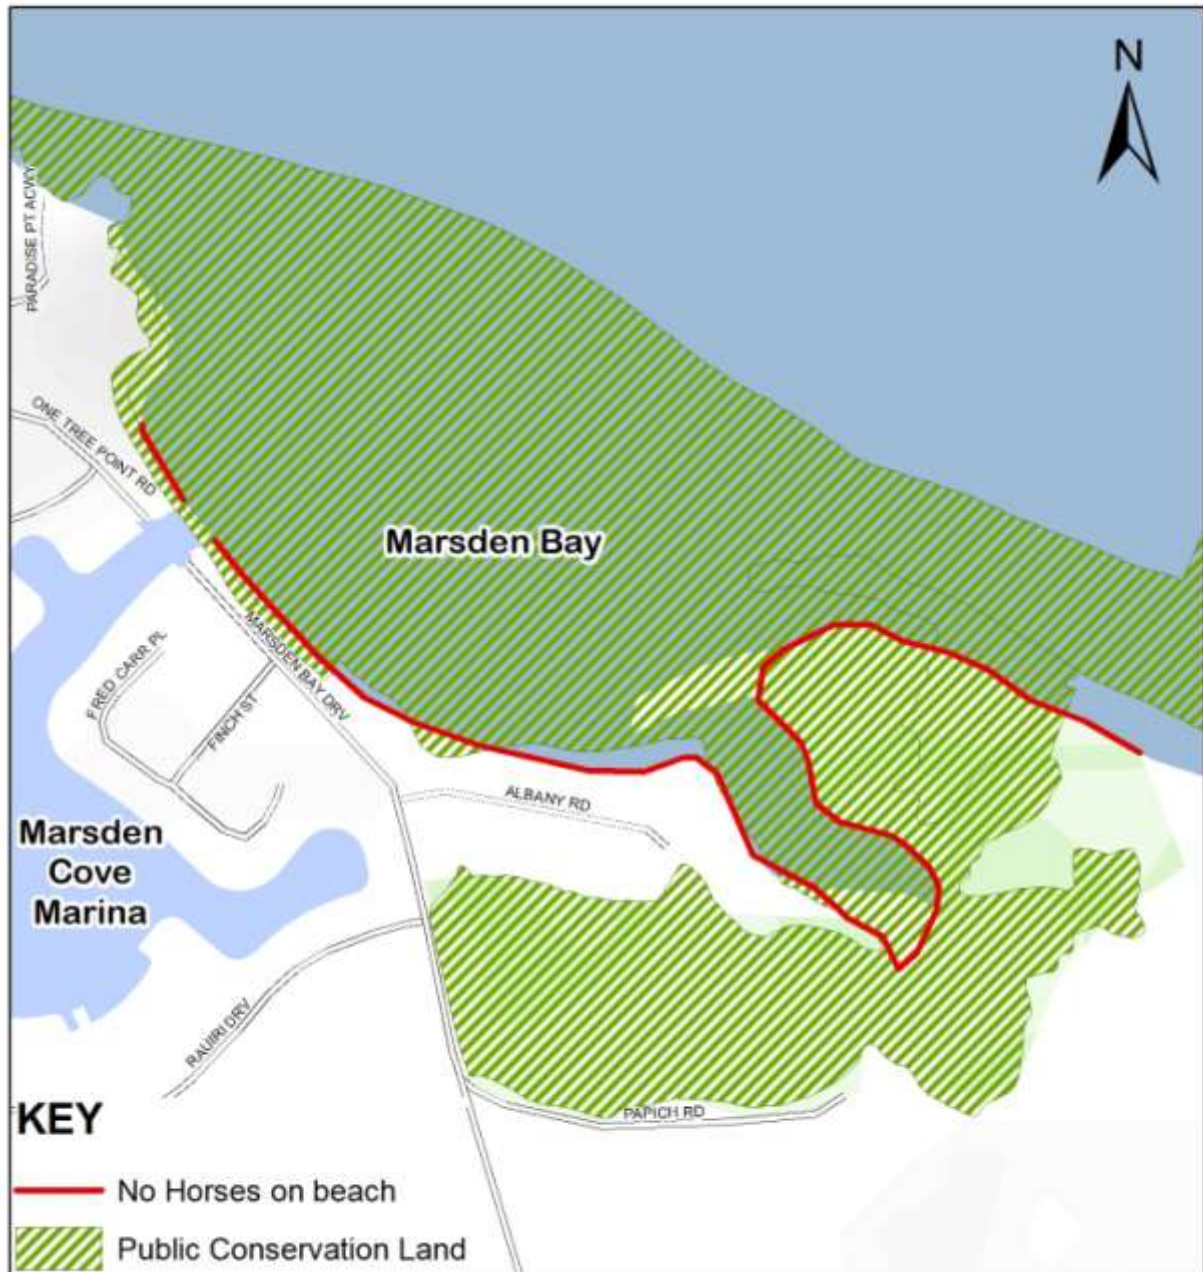 N
PARADISE PT ACWY
ONE TREE POINT RD
Marsden Bay
MARSDEN BAY DRV
FRED CARR PL
FINCH ST
ALBANY RD
Marsden
Cove
Marina
RAUIRI DRV
PAPICH RD
KEY
No Horses on beach
Public Conservation Land